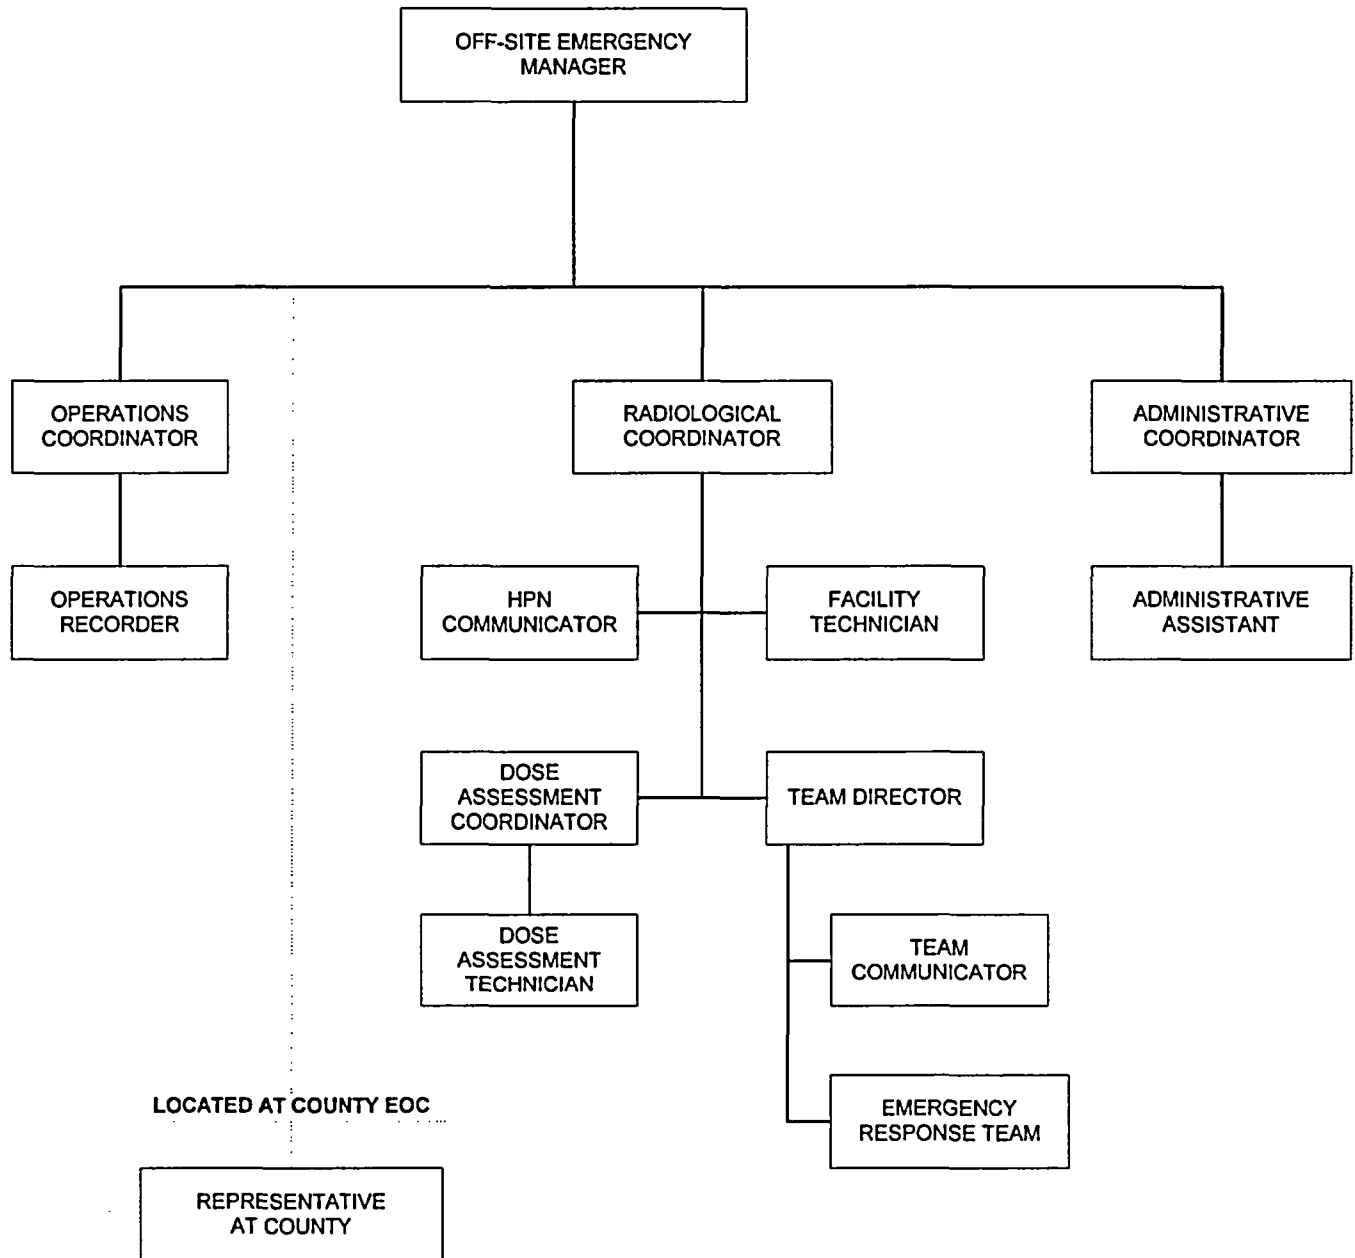 OFF-SITE EMERGENCY
MANAGER
OPERATIONS
COORDINATOR
RADIOLOGICAL
COORDINATOR
ADMINISTRATIVE
COORDINATOR
OPERATIONS
RECORDER
HPN
COMMUNICATOR
FACILITY
TECHNICIAN
ADMINISTRATIVE
ASSISTANT
DOSE
ASSESSMENT
COORDINATOR
TEAM DIRECTOR
DOSE
ASSESSMENT
TECHNICIAN
TEAM
COMMUNICATOR
LOCATED AT COUNTY EOC
EMERGENCY
RESPONSE TEAM
REPRESENTATIVE
AT COUNTY